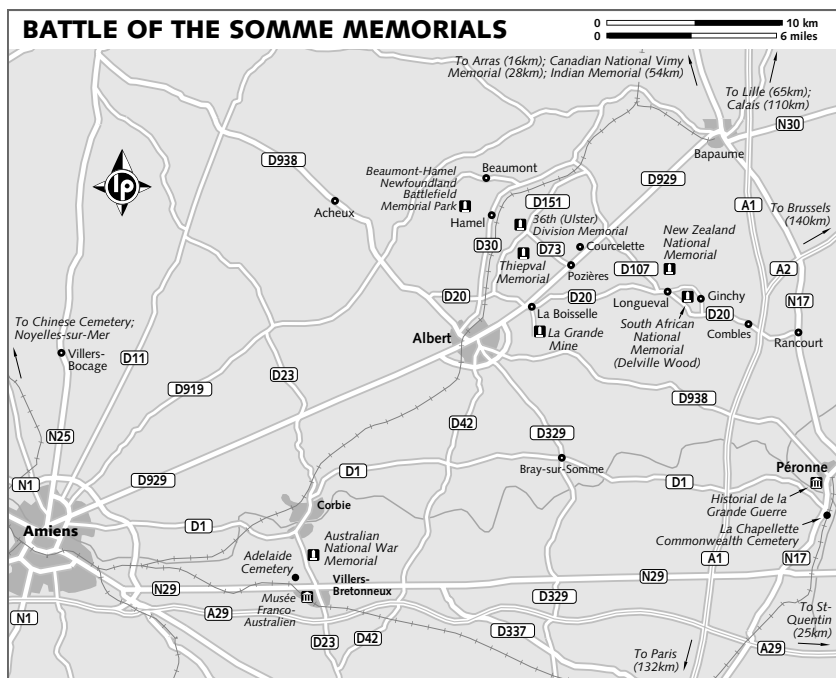 BATTLE OF THE SOMME MEMORIALS
0 10 km
0 6 miles
To Arras (16km); Canadian National Vimy
Memorial (28km); Indian Memorial (54km)
To Lille (65km);
Calais (110km)
N30
Bapaume
D938
lp
Beaumont-Hamel
Newfoundland
Battlefield
Memorial Park
Beaumont
D929
Acheux
D151
A1
Hamel
36th (Ulster)
Division Memorial
New Zealand
National
Memorial
To Brussels
(140km)
D30
D73
Courcelette
Thiepval
Memorial
Pozières
D107
A2
D20
D20
Longueval
Ginchy
N17
La Boisselle
D20
To Chinese Cemetery;
Noyelles-sur-Mer
Albert
La Grande
Mine
South African
National
Memorial
(Delville Wood)
Combles
Rancourt
Villers-
Bocage
D11
D23
D919
D938
D42
D329
N25
D1
Bray-sur-Somme
D1
Péronne
N1
D929
Historial de la
Grande Guerre
Corbie
Amiens
D1
La Chapellette
Commonwealth Cemetery
Australian
National War
Memorial
Adelaide
Cemetery
A1
N17
N29
Villers-
Bretonneux
N29
Musée
Franco-
Australien
D329
N1
A29
To St-
Quentin
(25km)
D23
D42
D337
To Paris
(132km)
A29